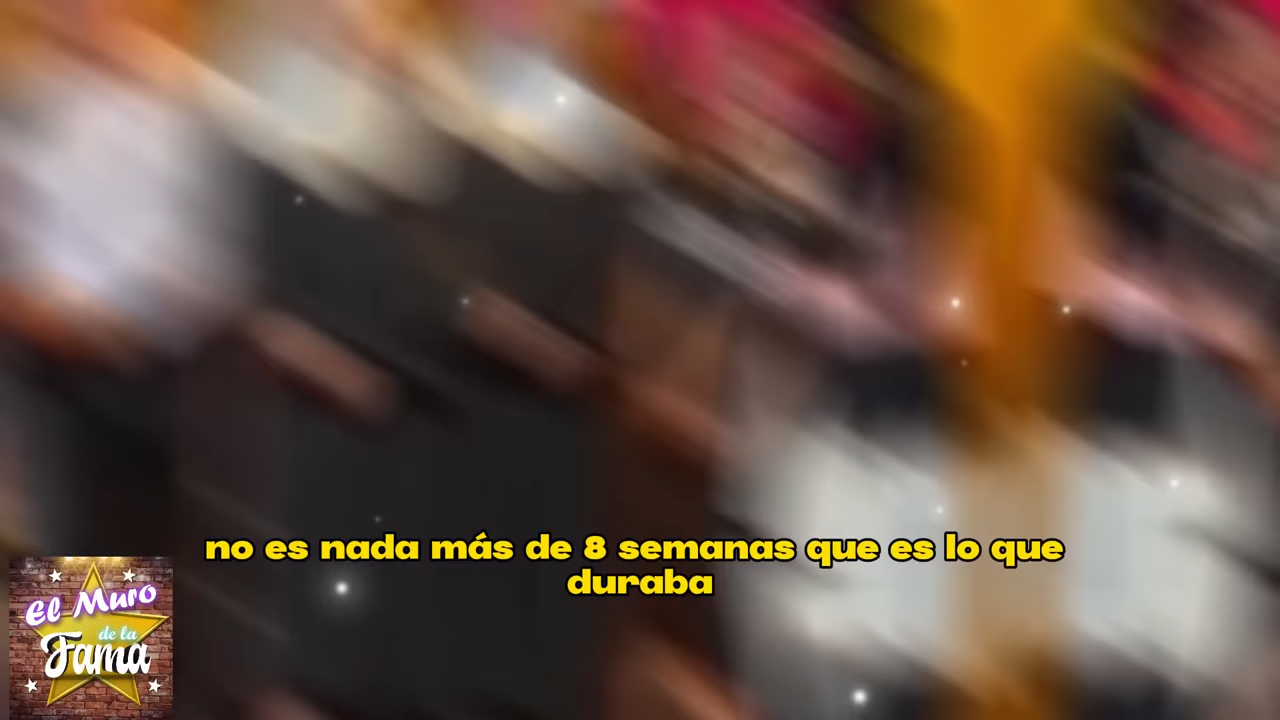 no es nada más de 8 semanas que es lo que
duraba
El Muro
de la
Fama